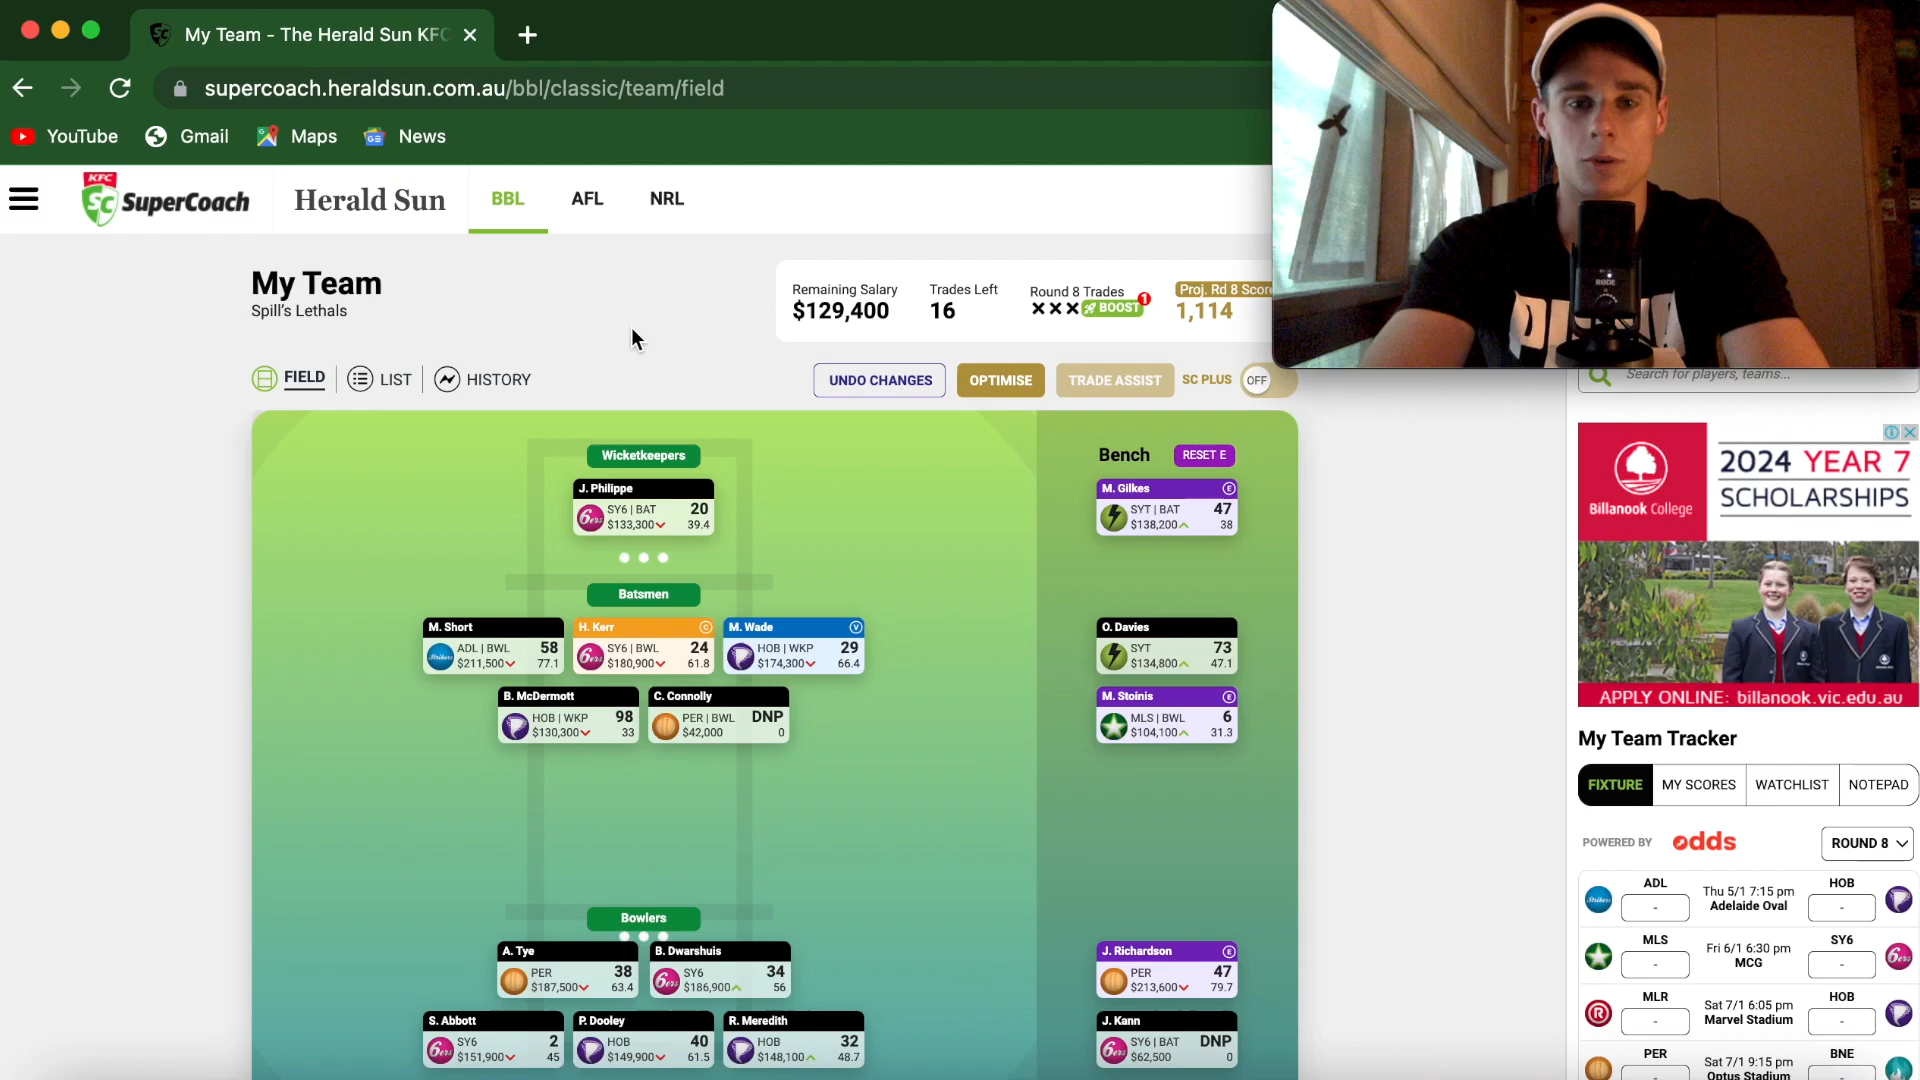 My Team - The Herald Sun KFC
supercoach.heraldsun.com.au/bbl/classic/team/field
YouTube
Gmail
Maps
News
KFC
SC SuperCoach
Herald Sun
BBL
AFL
NRL
My Team
Spill's Lethals
Remaining Salary
$129,400
Trades Left
16
Round 8 Trades
XXX BOOST 1
Proj. Rd 8 Score
1,114
FIELD
LIST
HISTORY
UNDO CHANGES
OPTIMISE
TRADE ASSIST
SC PLUS
OFF
Search for players, teams...
Wicketkeepers
J. Philippe
SY6 | BAT 20
$133,300 39.4
Bench
RESET E
M. Gilkes E
SYT | BAT 47
$138,200 38
Batsmen
M. Short
ADL | BWL 58
$211,500 77.1
H. Kerr C
SY6 | BWL 24
$180,900 61.8
M. Wade V
HOB | WKP 29
$174,300 66.4
O. Davies
SYT 73
$134,800 47.1
B. McDermott
HOB | WKP 98
$130,300 33
C. Connolly
PER | BWL DNP
$42,000 0
M. Stoinis E
MLS | BWL 6
$104,100 31.3
Bowlers
A. Tye
PER 38
$187,500 63.4
B. Dwarshuis
SY6 34
$186,900 56
J. Richardson E
PER 47
$213,600 79.7
S. Abbott
SY6 2
$151,900 45
P. Dooley
HOB 40
$149,900 61.5
R. Meredith
HOB 32
$148,100 48.7
J. Kann
SY6 | BAT DNP
$62,500 0
RODE
Billanook College
2024 YEAR 7
SCHOLARSHIPS
APPLY ONLINE: billanook.vic.edu.au
My Team Tracker
FIXTURE
MY SCORES
WATCHLIST
NOTEPAD
POWERED BY
odds
ROUND 8
ADL
-
Thu 5/1 7:15 pm
Adelaide Oval
HOB
-
MLS
-
Fri 6/1 6:30 pm
MCG
SY6
-
MLR
-
Sat 7/1 6:05 pm
Marvel Stadium
HOB
-
PER
Sat 7/1 9:15 pm
Optus Stadium
BNE